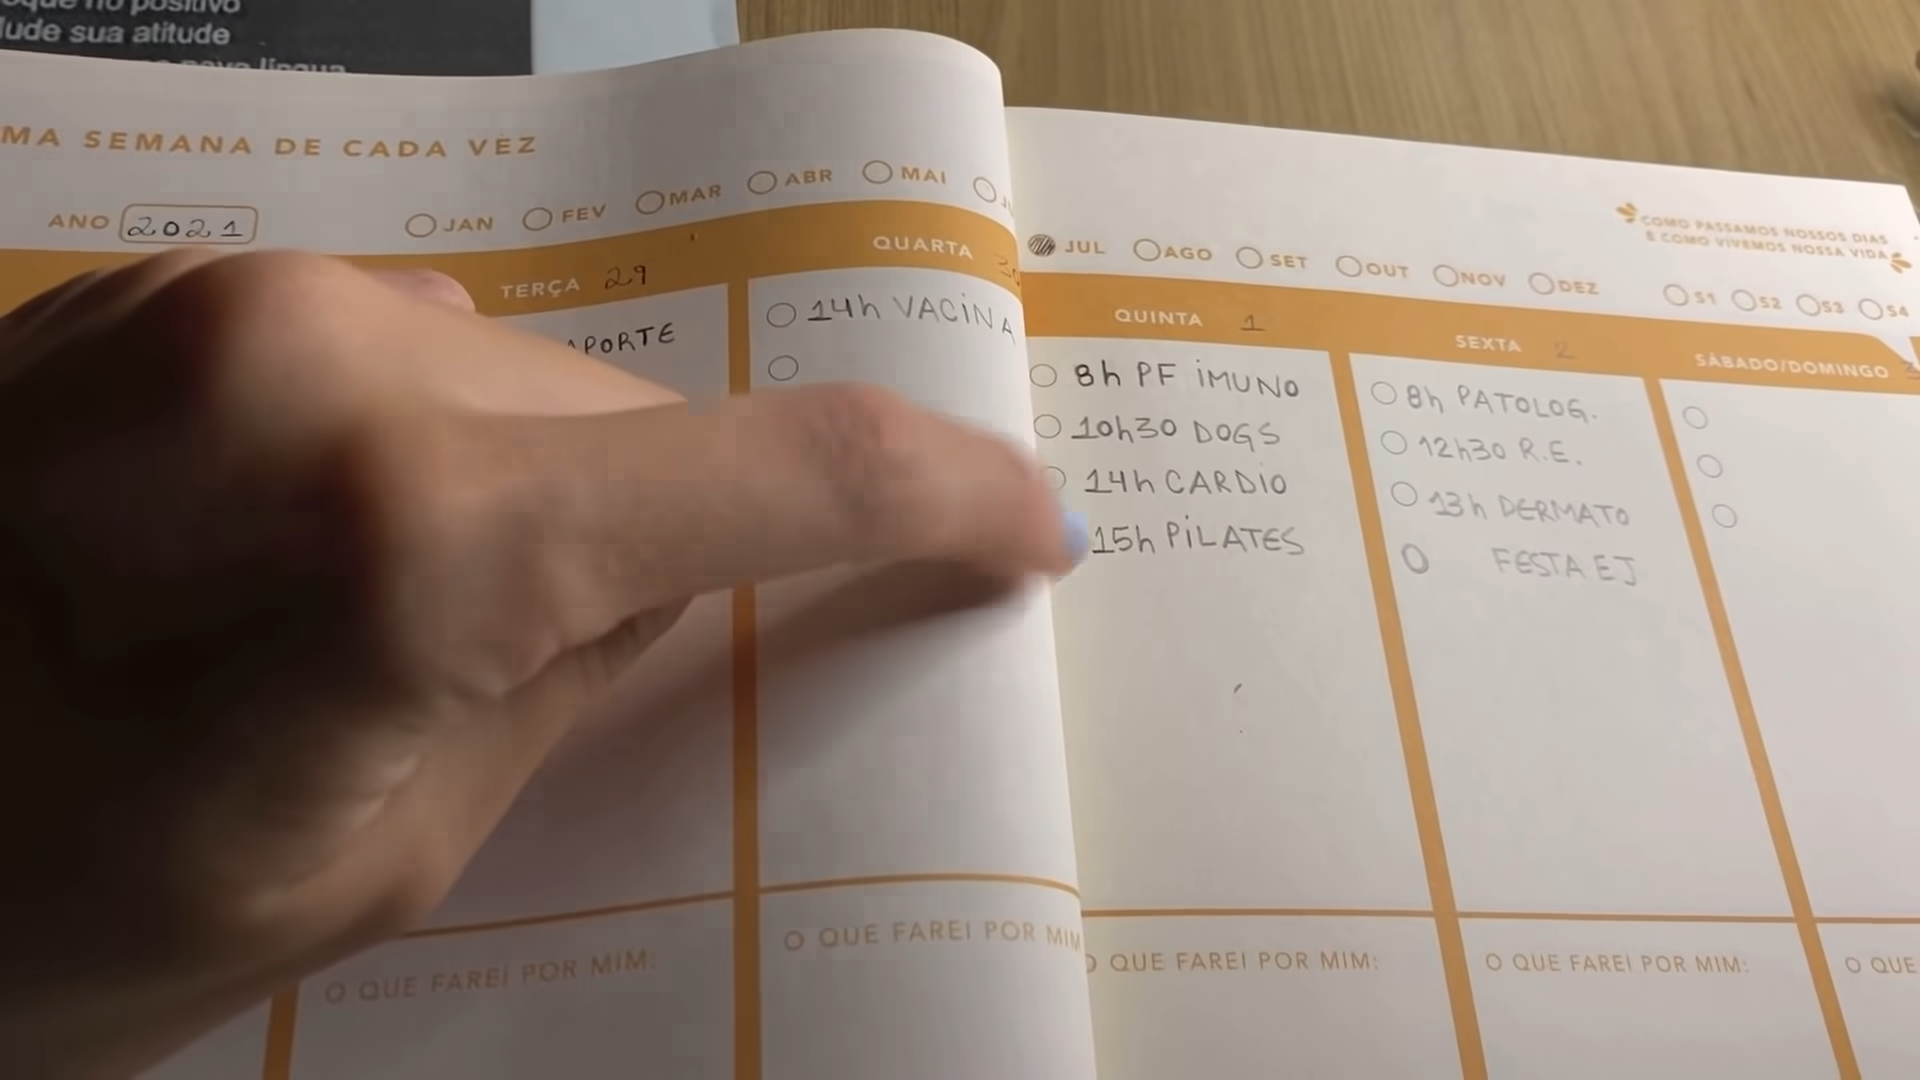 no positivo
sua atitude
nova língua
MA SEMANA DE CADA VEZ
ANO 2021
JAN FEV MAR ABR MAI
TERÇA 29
PORTE
QUARTA 30
14h VACINA
O QUE FAREI POR MIM:
O QUE FAREI POR MIM
COMO PASSAMOS NOSSOS DIAS
É COMO VIVEMOS NOSSA VIDA
JUL AGO SET OUT NOV DEZ
S1 S2 S3 S4
QUINTA 1
8h PF IMUNO
10h30 DOGS
14h CARDIO
15h PILATES
SEXTA 2
8h PATOLOG.
12h30 R.E.
13h DERMATO
FESTA EJ
SÁBADO/DOMINGO
O QUE FAREI POR MIM:
O QUE FAREI POR MIM:
O QUE